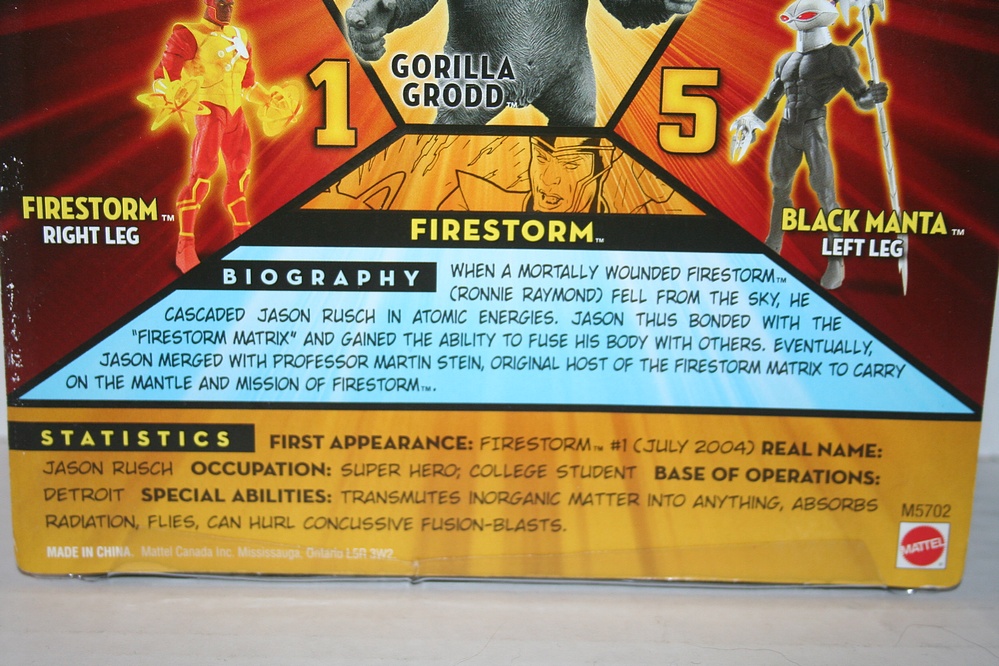 GORILLA
GRODD™
1
5
FIRESTORM™
RIGHT LEG
BLACK MANTA™
LEFT LEG
FIRESTORM™
BIOGRAPHY WHEN A MORTALLY WOUNDED FIRESTORM™
(RONNIE RAYMOND) FELL FROM THE SKY, HE
CASCADED JASON RUSCH IN ATOMIC ENERGIES. JASON THUS BONDED WITH THE
"FIRESTORM MATRIX" AND GAINED THE ABILITY TO FUSE HIS BODY WITH OTHERS. EVENTUALLY,
JASON MERGED WITH PROFESSOR MARTIN STEIN, ORIGINAL HOST OF THE FIRESTORM MATRIX TO CARRY
ON THE MANTLE AND MISSION OF FIRESTORM™.
STATISTICS FIRST APPEARANCE: FIRESTORM™ #1 (JULY 2004) REAL NAME:
JASON RUSCH OCCUPATION: SUPER HERO; COLLEGE STUDENT BASE OF OPERATIONS:
DETROIT SPECIAL ABILITIES: TRANSMUTES INORGANIC MATTER INTO ANYTHING, ABSORBS
RADIATION, FLIES, CAN HURL CONCUSSIVE FUSION-BLASTS.
M5702
MATTEL
MADE IN CHINA. Mattel Canada Inc. Mississauga, Ontario L5R 3W2.